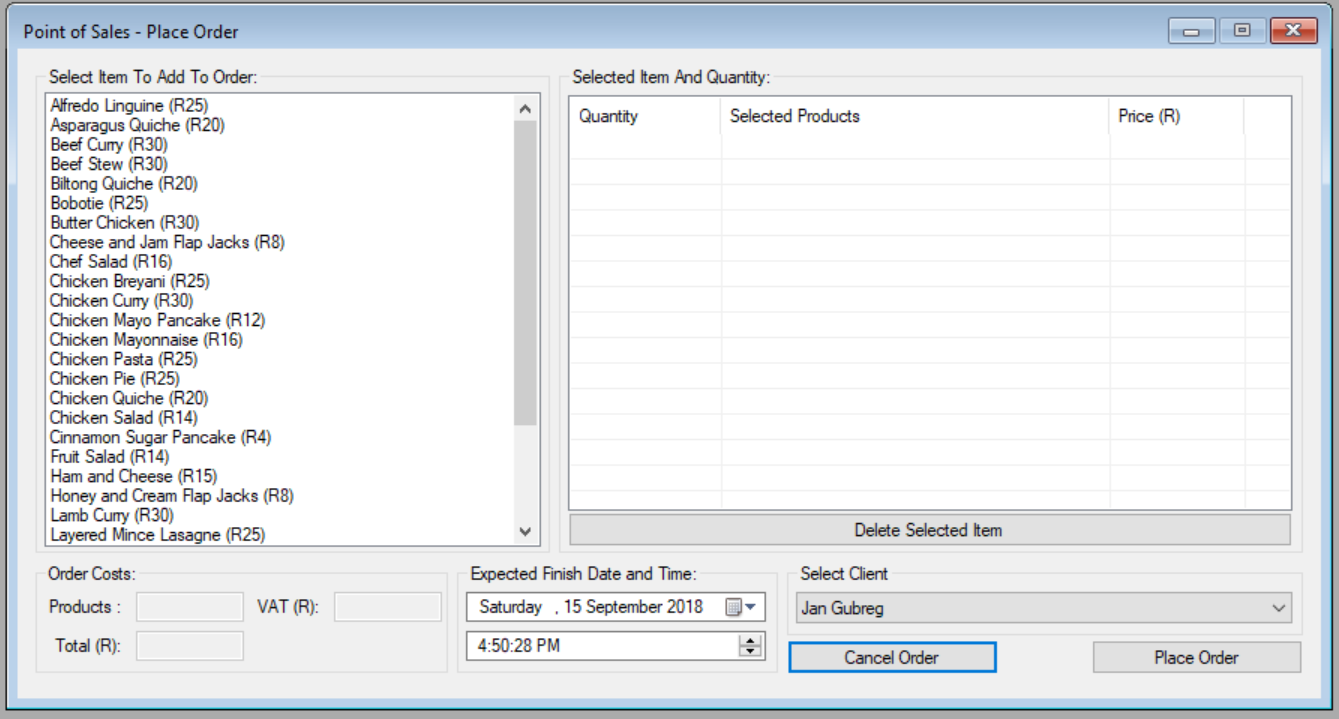 Point of Sales - Place Order
Select Item To Add To Order:
Alfredo Linguine (R25)
Asparagus Quiche (R20)
Beef Curry (R30)
Beef Stew (R30)
Biltong Quiche (R20)
Bobotie (R25)
Butter Chicken (R30)
Cheese and Jam Flap Jacks (R8)
Chef Salad (R16)
Chicken Breyani (R25)
Chicken Curry (R30)
Chicken Mayo Pancake (R12)
Chicken Mayonnaise (R16)
Chicken Pasta (R25)
Chicken Pie (R25)
Chicken Quiche (R20)
Chicken Salad (R14)
Cinnamon Sugar Pancake (R4)
Fruit Salad (R14)
Ham and Cheese (R15)
Honey and Cream Flap Jacks (R8)
Lamb Curry (R30)
Layered Mince Lasagne (R25)
Selected Item And Quantity:
Quantity Selected Products Price (R)
Delete Selected Item
Order Costs:
Products : VAT (R):
Total (R):
Expected Finish Date and Time:
Saturday , 15 September 2018
4:50:28 PM
Select Client
Jan Gubreg
Cancel Order Place Order